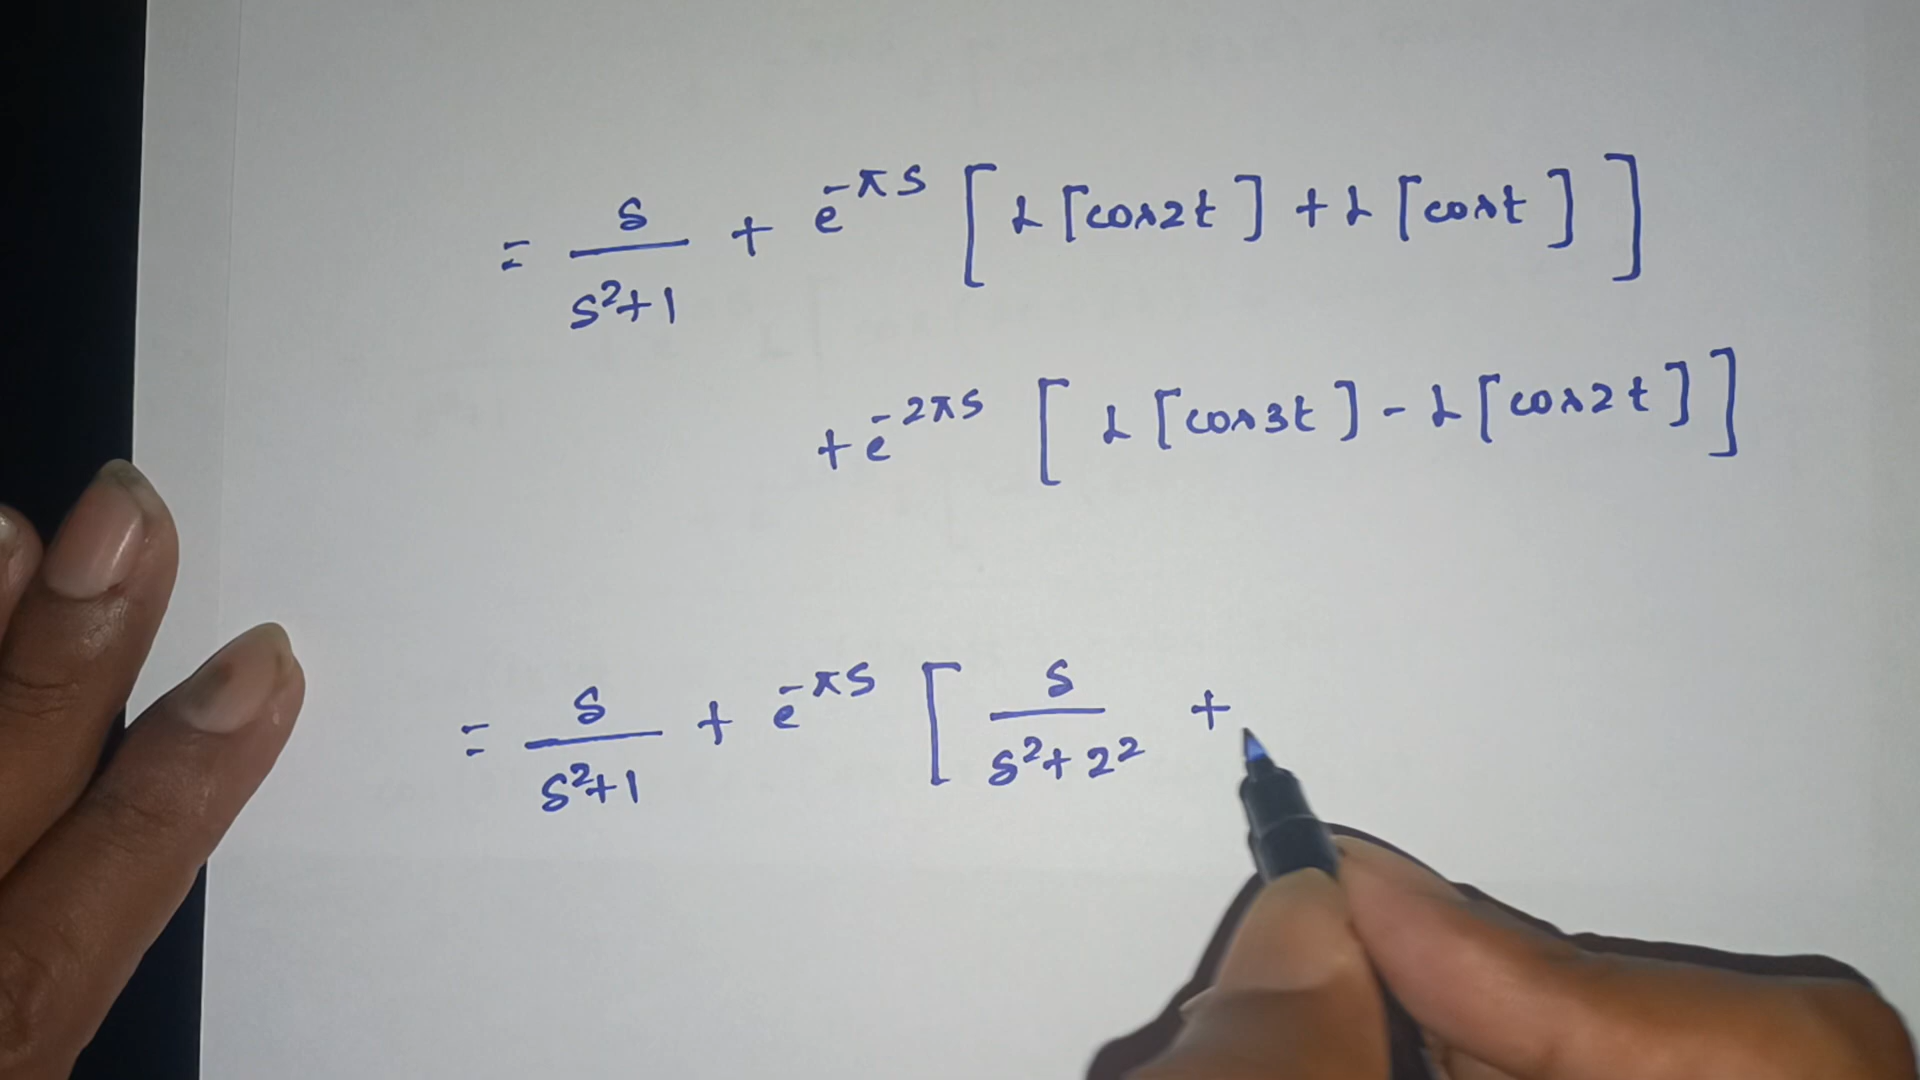 = s/(s²+1) + e^(-πs) [ L[cos2t] + L[cost] ]
+ e^(-2πs) [ L[cos3t] - L[cos2t] ]
= s/(s²+1) + e^(-πs) [ s/(s²+2²) +